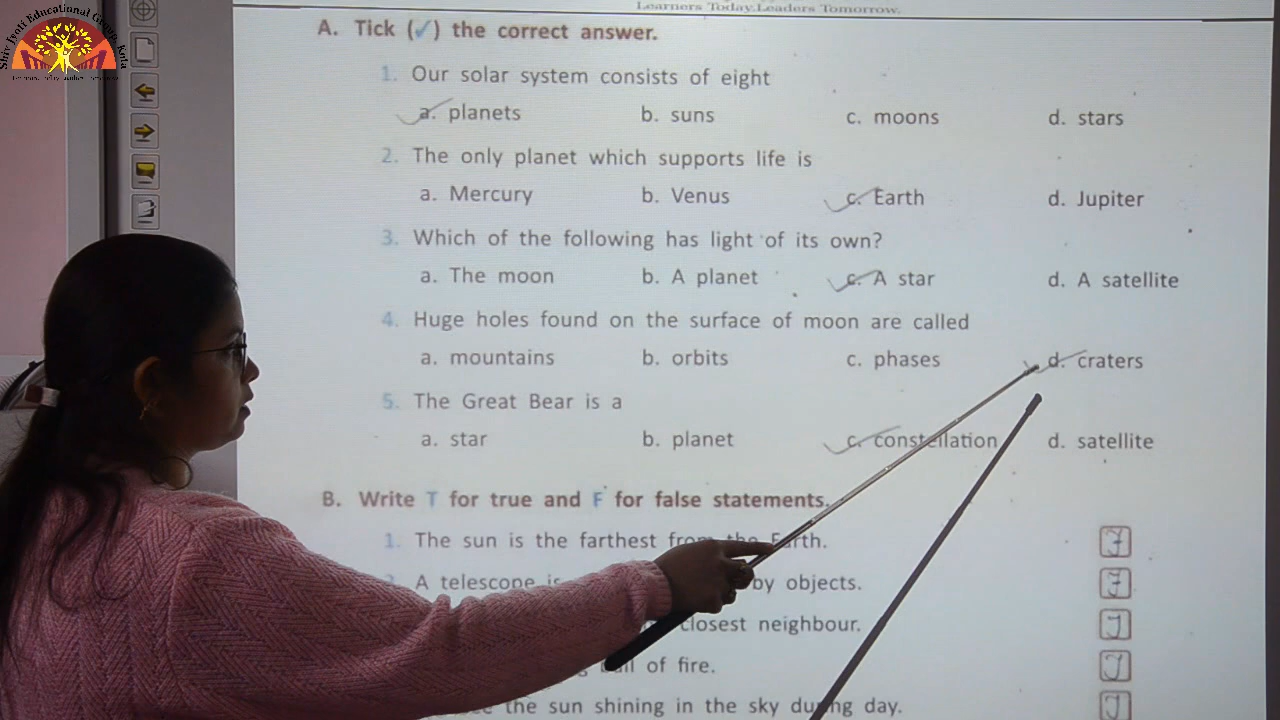 Shiv Jyoti Educational Group, Kota
Learners Today.Leaders Tomorrow.
A. Tick (✓) the correct answer.
1. Our solar system consists of eight
a. planets b. suns c. moons d. stars
2. The only planet which supports life is
a. Mercury b. Venus c. Earth d. Jupiter
3. Which of the following has light of its own?
a. The moon b. A planet c. A star d. A satellite
4. Huge holes found on the surface of moon are called
a. mountains b. orbits c. phases d. craters
5. The Great Bear is a
a. star b. planet c. constellation d. satellite
B. Write T for true and F for false statements.
1. The sun is the farthest from the Earth. F
A telescope is by objects. F
closest neighbour. T
of fire. T
the sun shining in the sky during day. T